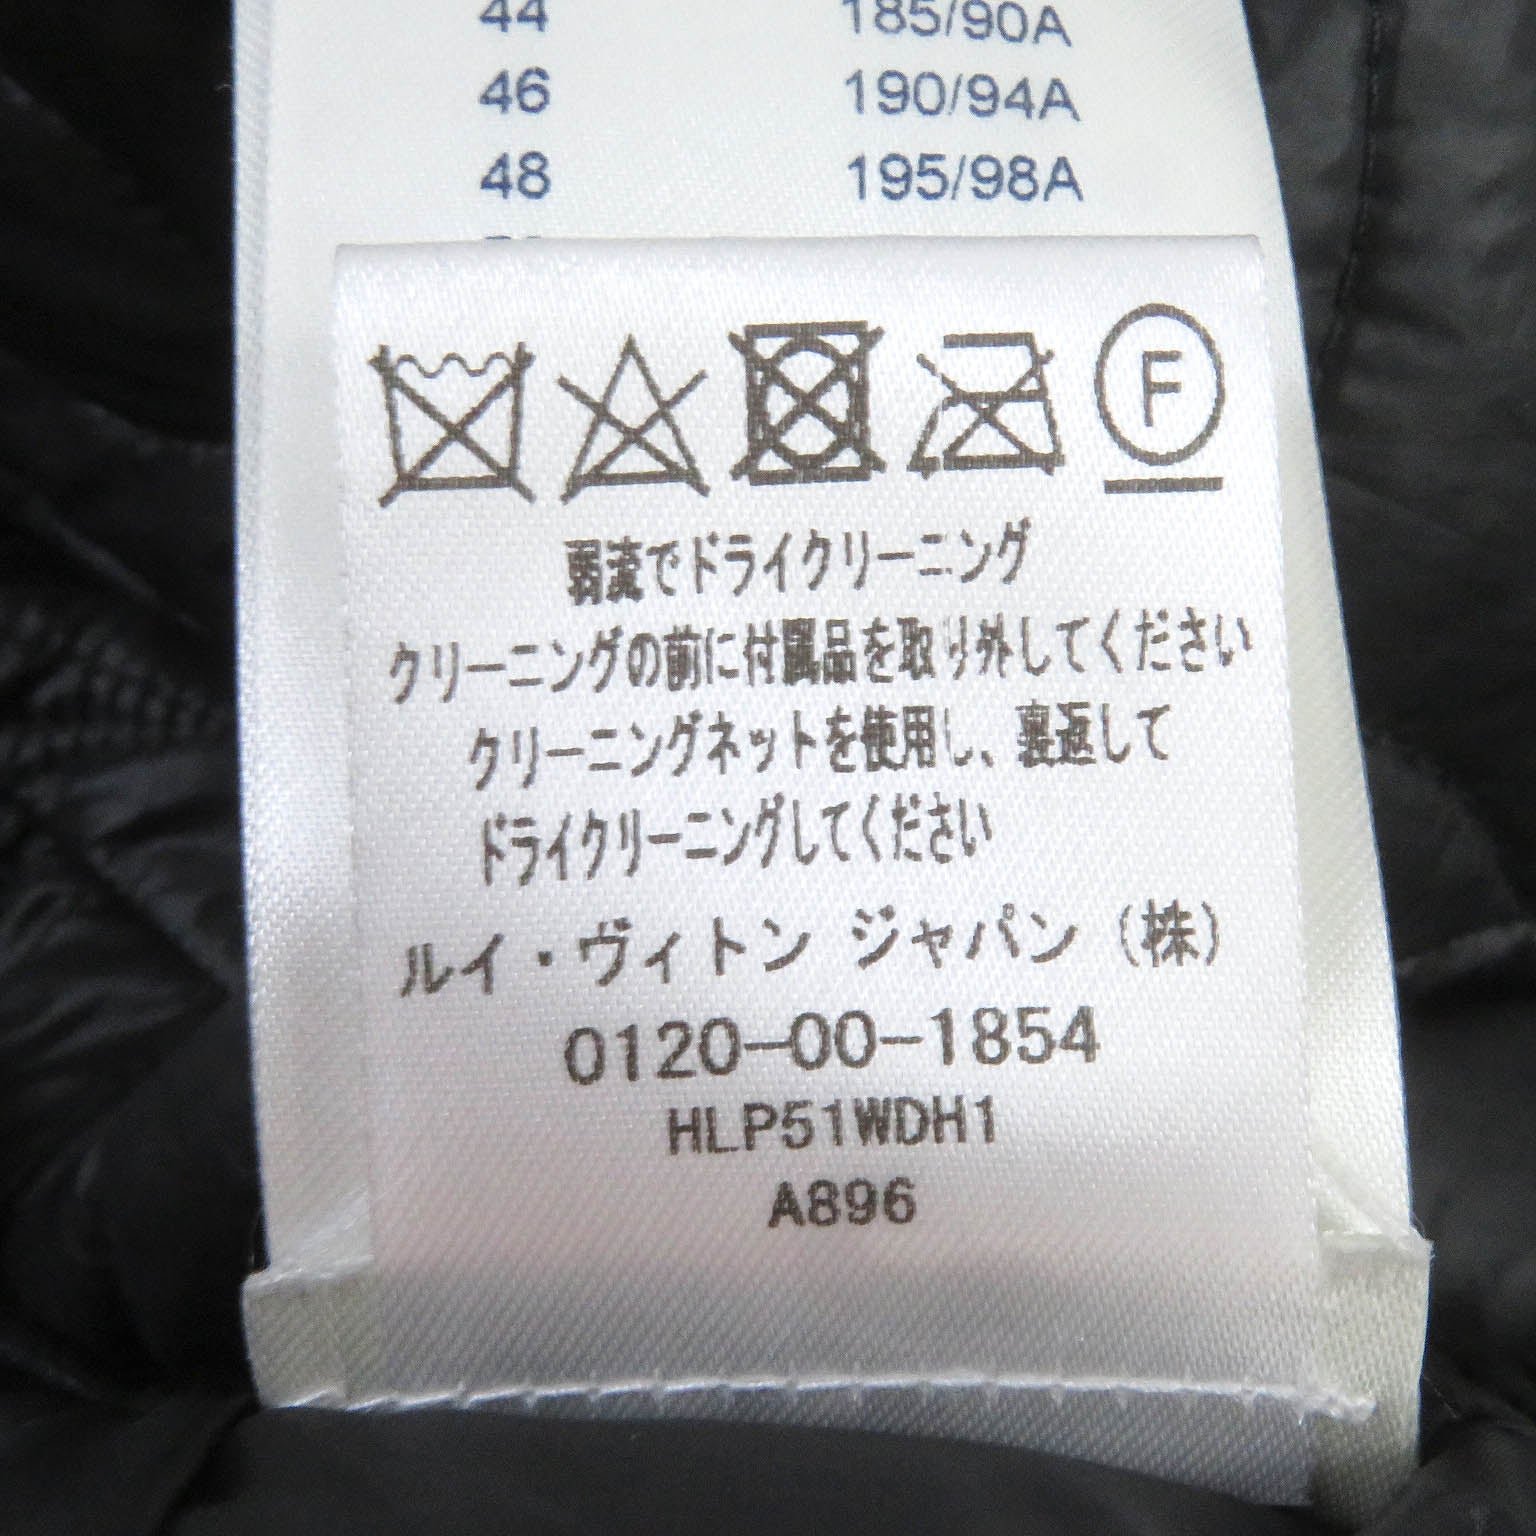 44 185/90A
46 190/94A
48 195/98A
F
弱流でドライクリーニング
クリーニングの前に付属品を取り外してください
クリーニングネットを使用し、裏返して
ドライクリーニングしてください
ルイ・ヴィトン ジャパン (株)
0120-00-1854
HLP51WDH1
A896